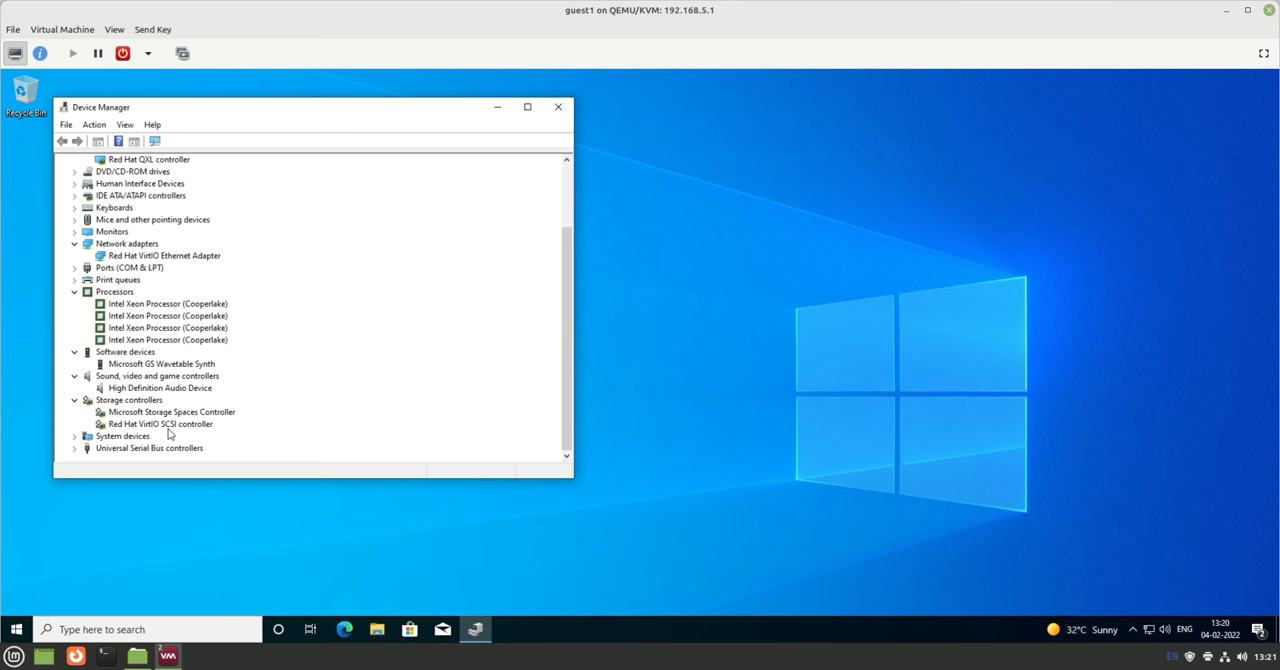 guest1 on QEMU/KVM: 192.168.5.1
File Virtual Machine View Send Key
Recycle Bin
Device Manager
File Action View Help
Red Hat QXL controller
DVD/CD-ROM drives
Human Interface Devices
IDE ATA/ATAPI controllers
Keyboards
Mice and other pointing devices
Monitors
Network adapters
Red Hat VirtIO Ethernet Adapter
Ports (COM & LPT)
Print queues
Processors
Intel Xeon Processor (Cooperlake)
Intel Xeon Processor (Cooperlake)
Intel Xeon Processor (Cooperlake)
Intel Xeon Processor (Cooperlake)
Software devices
Microsoft GS Wavetable Synth
Sound, video and game controllers
High Definition Audio Device
Storage controllers
Microsoft Storage Spaces Controller
Red Hat VirtIO SCSI controller
System devices
Universal Serial Bus controllers
Type here to search
32°C Sunny
ENG
13:20
04-02-2022
2
2
EN
13:21